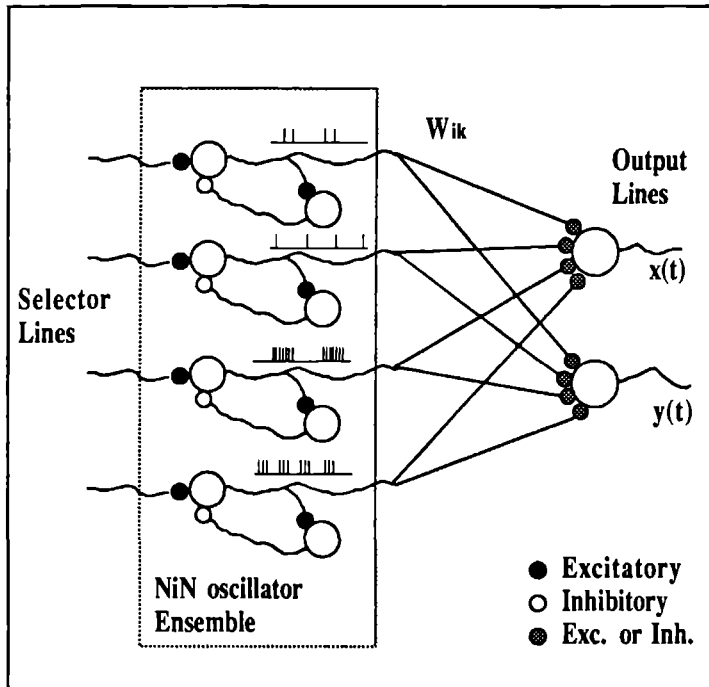 Wik
Output
Lines
x(t)
Selector
Lines
y(t)
NiN oscillator
Ensemble
Excitatory
Inhibitory
Exc. or Inh.